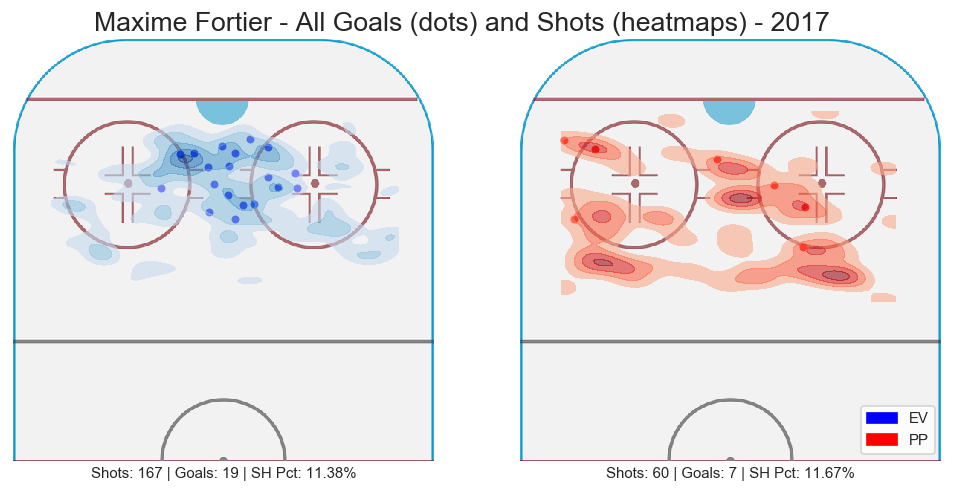 Maxime Fortier - All Goals (dots) and Shots (heatmaps) - 2017
EV
PP
Shots: 167 | Goals: 19 | SH Pct: 11.38%
Shots: 60 | Goals: 7 | SH Pct: 11.67%